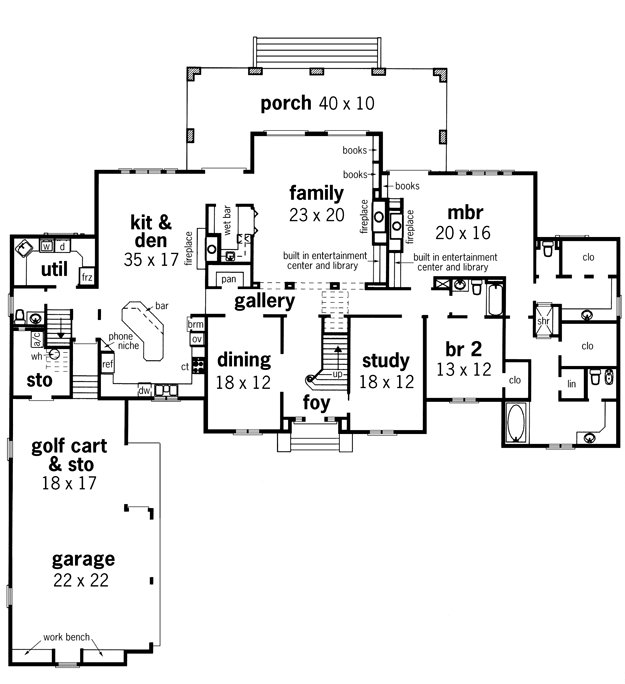 porch 40 x 10
books
books
books
family
23 x 20
wet bar
kit &
den
35 x 17
fireplace
fireplace
fireplace
mbr
20 x 16
built in entertainment
center and library
built in entertainment
center and library
util
w
d
frz
pan
gallery
clo
shr
bar
phone
niche
brm
ov
ref
ct
dw
a/c
wh
sto
dining
18 x 12
up
foy
study
18 x 12
br 2
13 x 12
clo
clo
lin
golf cart
& sto
18 x 17
garage
22 x 22
work bench